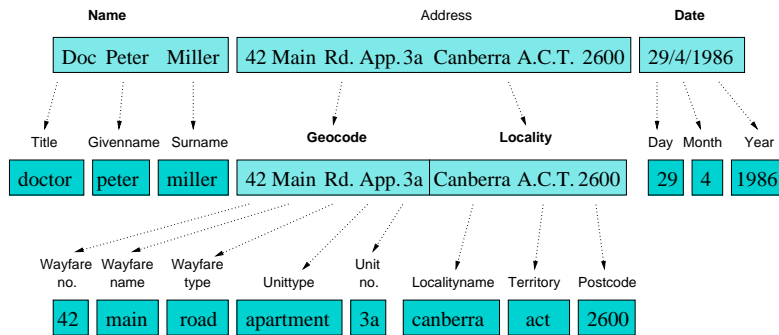 Name Address Date
Doc Peter Miller 42 Main Rd. App. 3a Canberra A.C.T. 2600 29/4/1986
Geocode Locality
Title Givenname Surname Day Month Year
doctor peter miller 42 Main Rd. App. 3a Canberra A.C.T. 2600 29 4 1986
Wayfare Wayfare Wayfare Unit
no. name type Unittype no. Localityname Territory Postcode
42 main road apartment 3a canberra act 2600